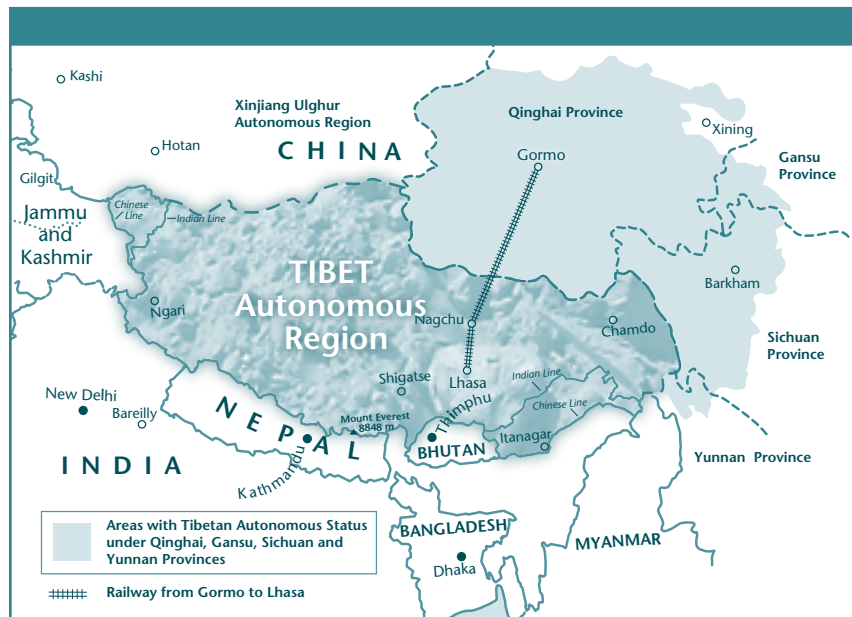 Kashi
Xinjiang Ulghur
Autonomous Region
Qinghai Province
Xining
Hotan
CHINA
Gormo
Gansu
Province
Gilgit
Chinese
Line
Indian Line
Jammu
and
Kashmir
TIBET
Autonomous
Region
Barkham
Ngari
Nagchu
Chamdo
Sichuan
Province
Shigatse
Lhasa
Indian Line
New Delhi
Bareilly
NEPAL
Mount Everest
8848 m
Thimphu
Chinese Line
Itanagar
BHUTAN
Kathmandu
INDIA
Yunnan Province
Areas with Tibetan Autonomous Status
under Qinghai, Gansu, Sichuan and
Yunnan Provinces
BANGLADESH
MYANMAR
Dhaka
Railway from Gormo to Lhasa